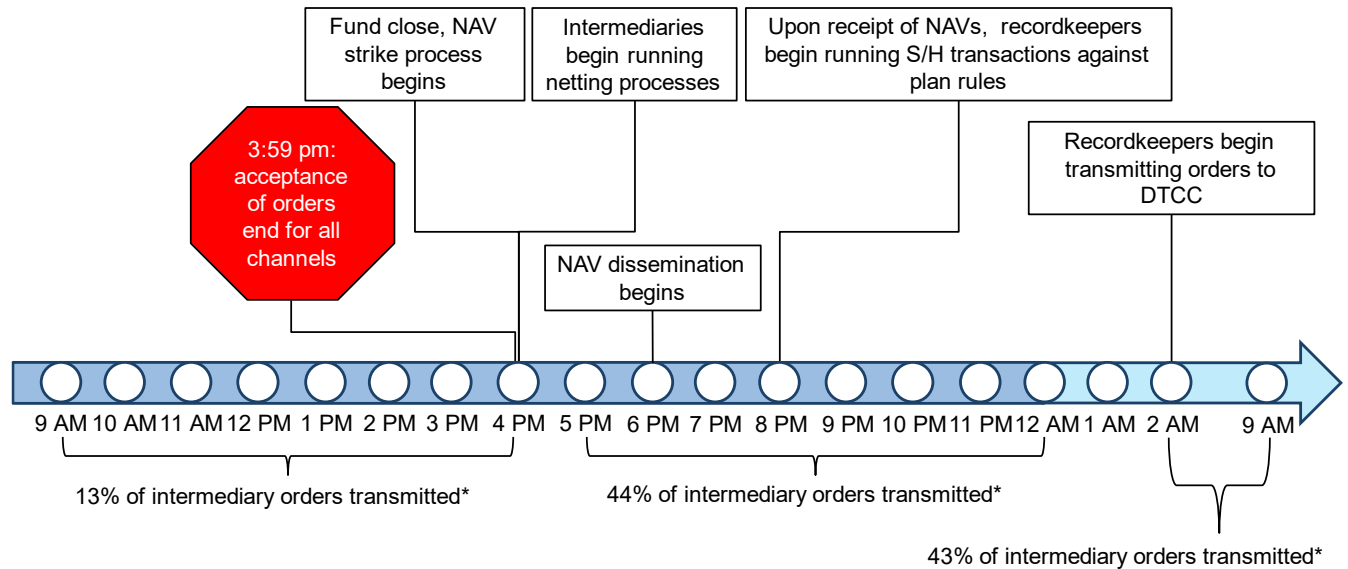 Fund close, NAV
strike process
begins
Intermediaries
begin running
netting processes
Upon receipt of NAVs, recordkeepers
begin running S/H transactions against
plan rules
3:59 pm:
acceptance
of orders
end for all
channels
Recordkeepers begin
transmitting orders to
DTCC
NAV dissemination
begins
9 AM 10 AM 11 AM 12 PM 1 PM 2 PM 3 PM 4 PM 5 PM 6 PM 7 PM 8 PM 9 PM 10 PM 11 PM 12 AM 1 AM 2 AM 9 AM
13% of intermediary orders transmitted*
44% of intermediary orders transmitted*
43% of intermediary orders transmitted*